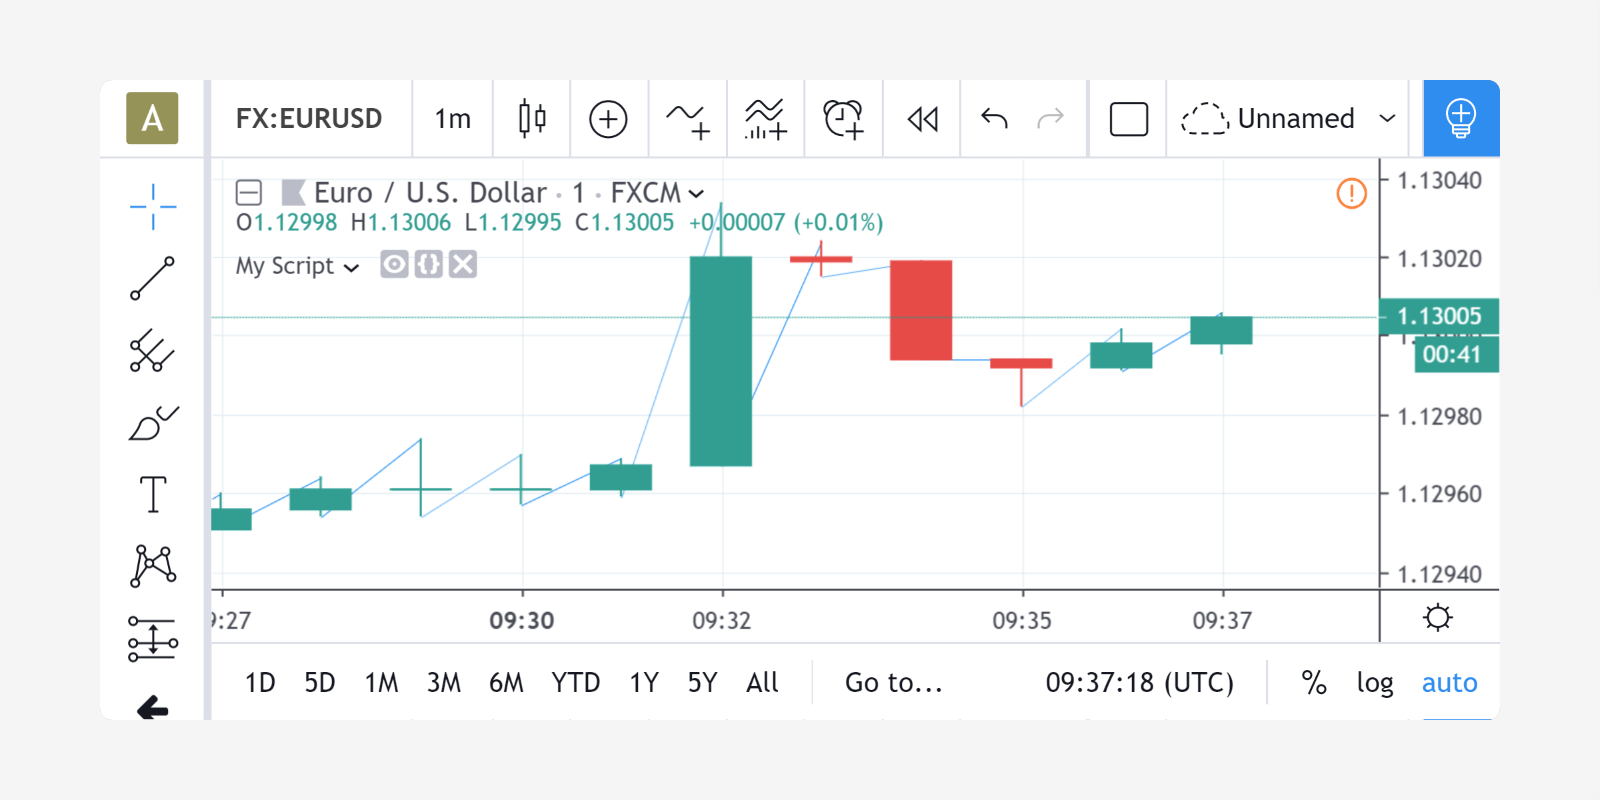 A FX:EURUSD 1m Unnamed
Euro / U.S. Dollar · 1 · FXCM
O1.12998 H1.13006 L1.12995 C1.13005 +0.00007 (+0.01%)
My Script
1.13040
1.13020
1.13005
00:41
1.12980
1.12960
1.12940
:27 09:30 09:32 09:35 09:37
1D 5D 1M 3M 6M YTD 1Y 5Y All Go to... 09:37:18 (UTC) % log auto